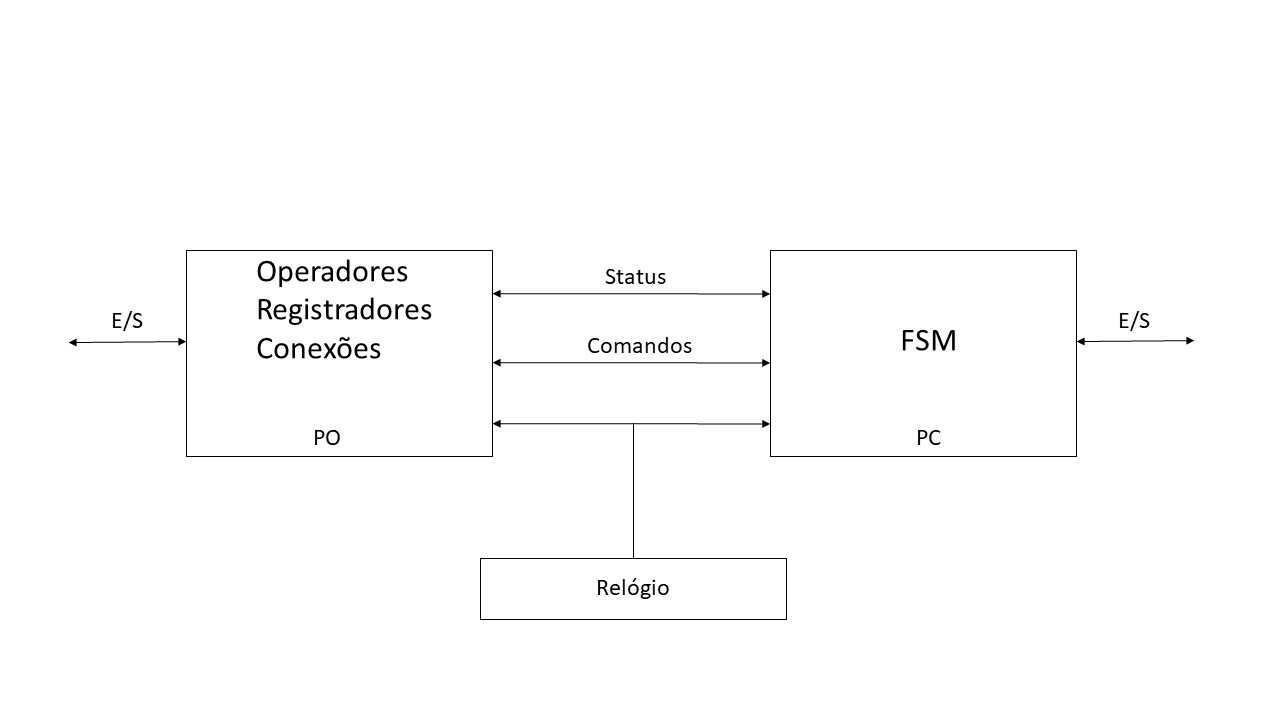 Operadores
Registradores
Conexões
PO
E/S
Status
Comandos
FSM
PC
E/S
Relógio